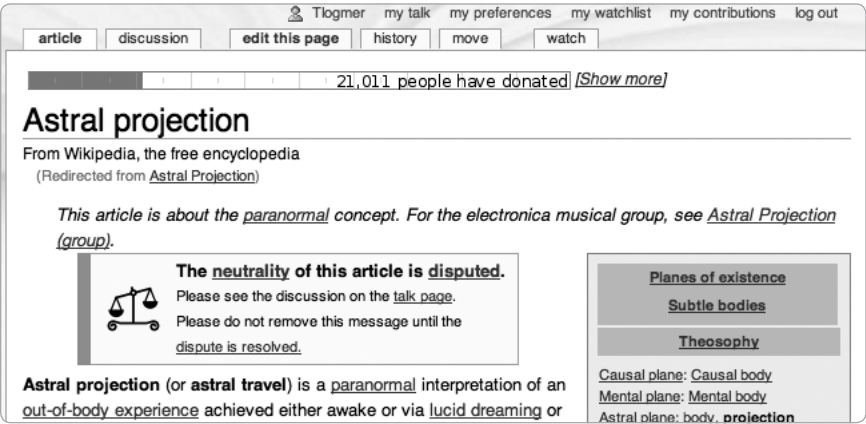 Tlogmer my talk my preferences my watchlist my contributions log out
article discussion edit this page history move watch
21,011 people have donated [Show more]
Astral projection
From Wikipedia, the free encyclopedia
(Redirected from Astral Projection)
This article is about the paranormal concept. For the electronica musical group, see Astral Projection
(group).
The neutrality of this article is disputed.
Please see the discussion on the talk page.
Please do not remove this message until the
dispute is resolved.
Planes of existence
Subtle bodies
Theosophy
Causal plane: Causal body
Mental plane: Mental body
Astral plane: body, projection
Astral projection (or astral travel) is a paranormal interpretation of an
out-of-body experience achieved either awake or via lucid dreaming or